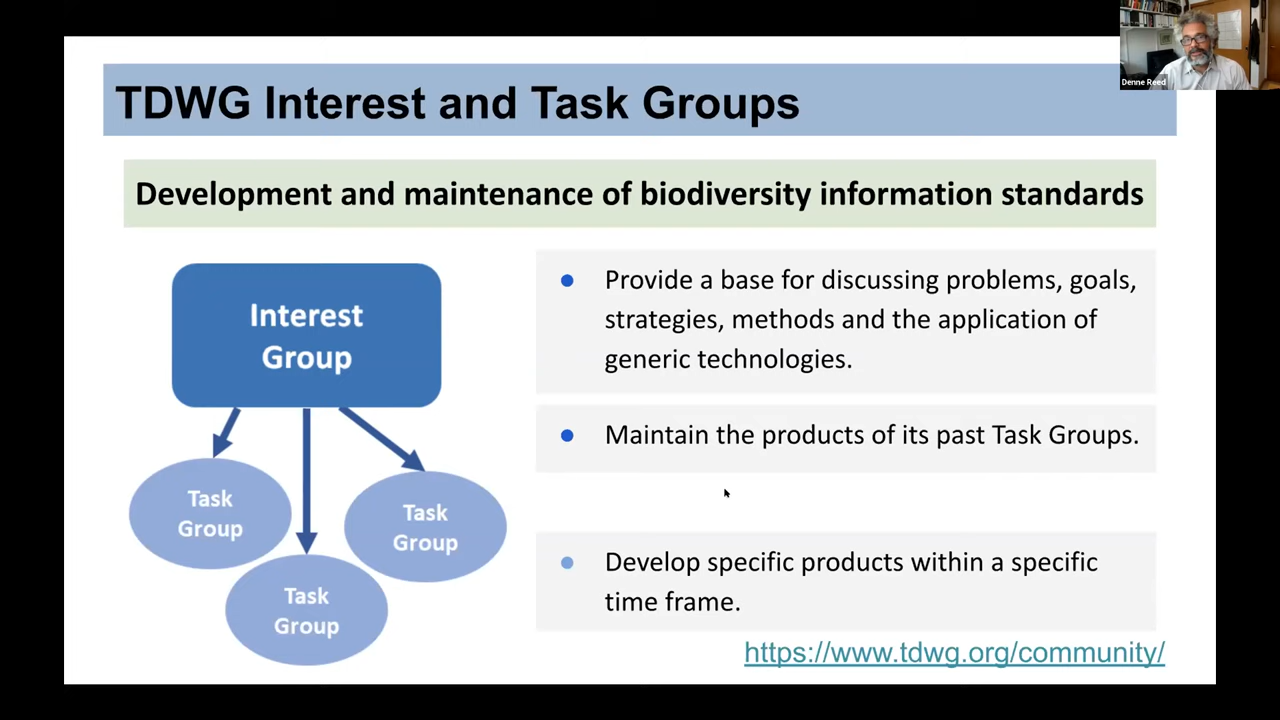 Denne Reed
TDWG Interest and Task Groups
Development and maintenance of biodiversity information standards
Interest
Group
Task
Group
Task
Group
Task
Group
Provide a base for discussing problems, goals,
strategies, methods and the application of
generic technologies.
Maintain the products of its past Task Groups.
Develop specific products within a specific
time frame.
https://www.tdwg.org/community/